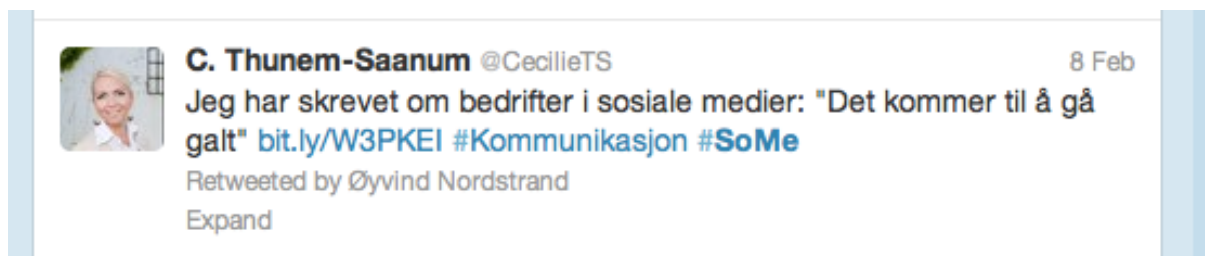 C. Thunem-Saanum @CecilieTS 8 Feb
Jeg har skrevet om bedrifter i sosiale medier: "Det kommer til å gå
galt" bit.ly/W3PKEI #Kommunikasjon #SoMe
Retweeted by Øyvind Nordstrand
Expand